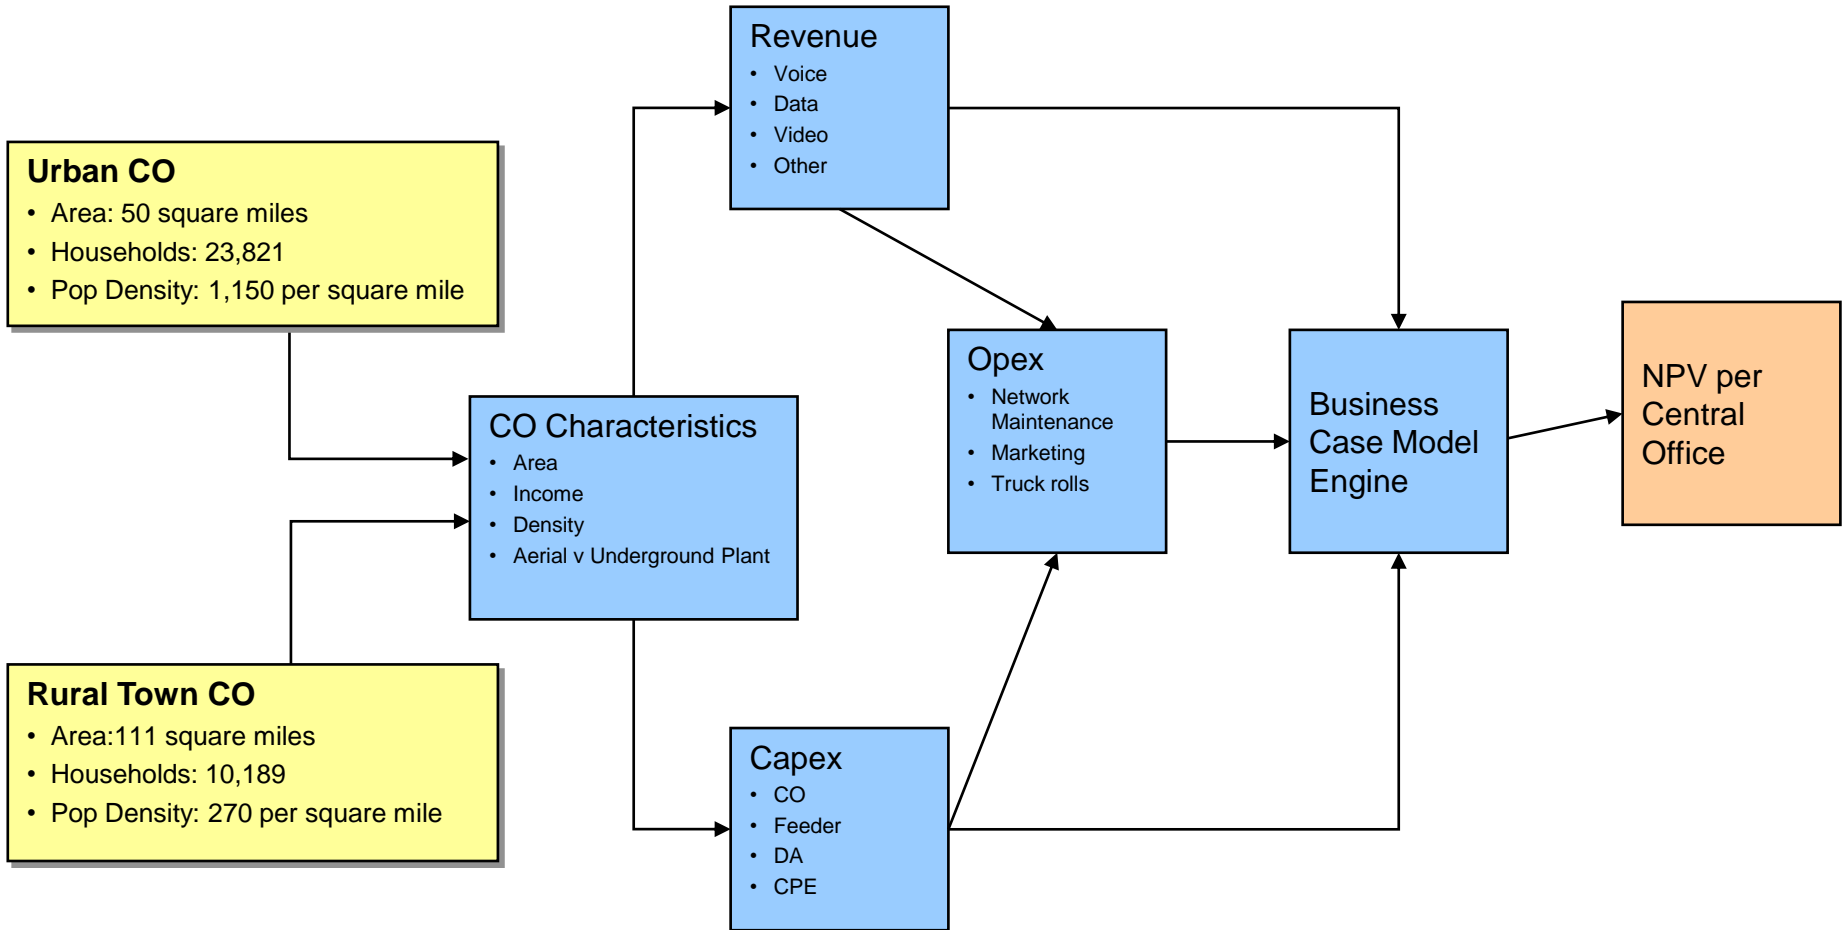 Revenue
• Voice
• Data
• Video
• Other
Urban CO
• Area: 50 square miles
• Households: 23,821
• Pop Density: 1,150 per square mile
CO Characteristics
• Area
• Income
• Density
• Aerial v Underground Plant
Opex
• Network
Maintenance
• Marketing
• Truck rolls
Business
Case Model
Engine
NPV per
Central
Office
Rural Town CO
• Area:111 square miles
• Households: 10,189
• Pop Density: 270 per square mile
Capex
• CO
• Feeder
• DA
• CPE